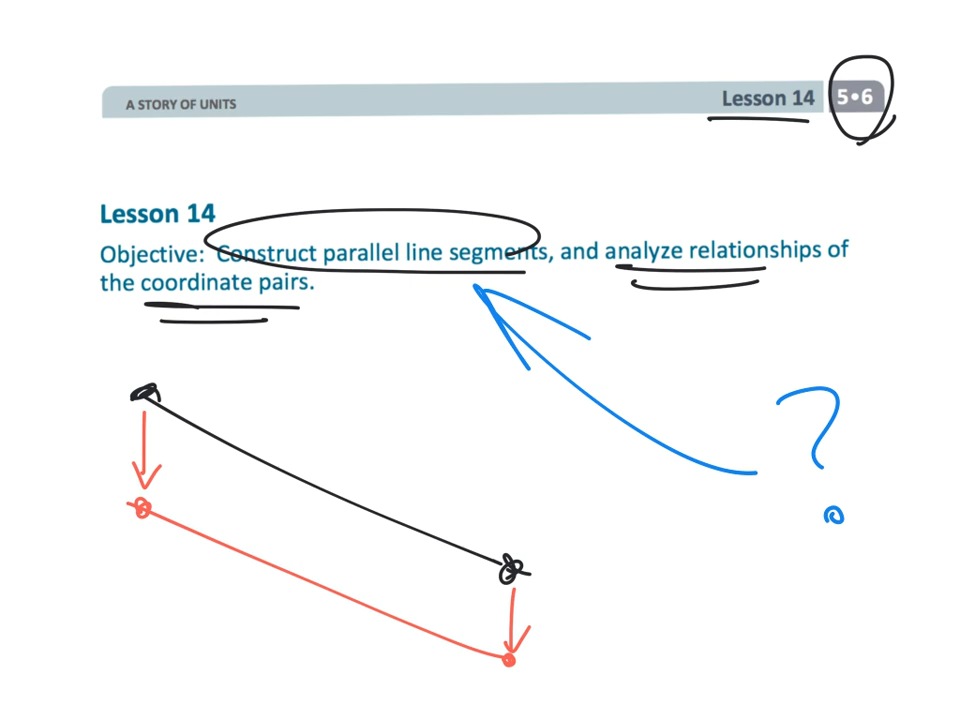 A STORY OF UNITS
Lesson 14 5•6
Lesson 14
Objective: Construct parallel line segments, and analyze relationships of
the coordinate pairs.
?